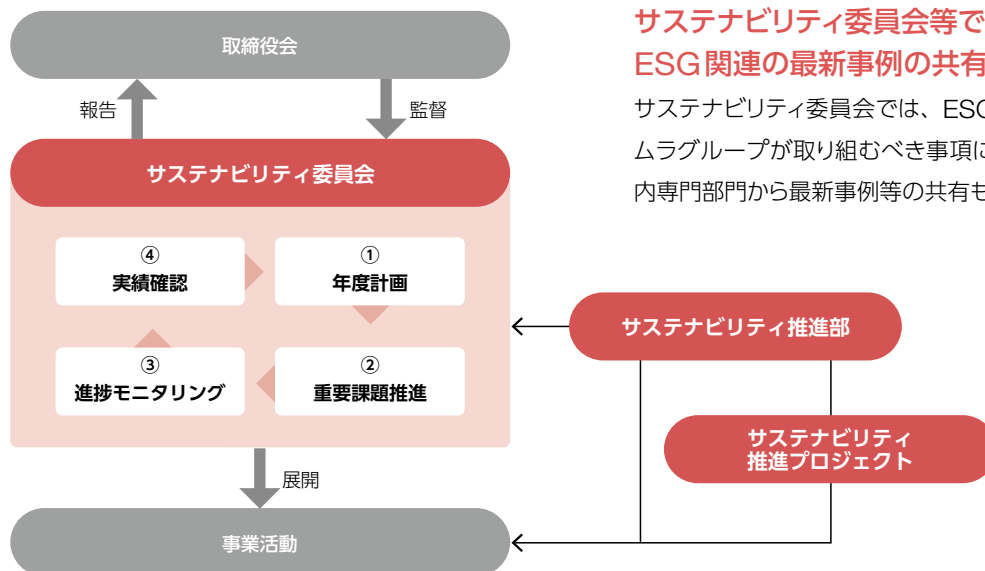 取締役会
報告
監督
サステナビリティ委員会
④
実績確認
①
年度計画
③
進捗モニタリング
②
重要課題推進
展開
事業活動
サステナビリティ推進部
サステナビリティ
推進プロジェクト
サステナビリティ委員会等で
ESG関連の最新事例の共有
サステナビリティ委員会では、ESG
ムラグループが取り組むべき事項に
内専門部門から最新事例等の共有も